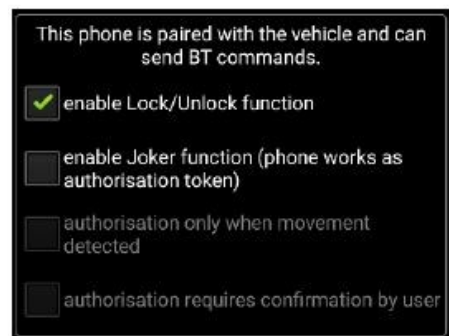 This phone is paired with the vehicle and can
send BT commands.
enable Lock/Unlock function
enable Joker function (phone works as
authorisation token)
authorisation only when movement
detected
authorisation requires confirmation by user